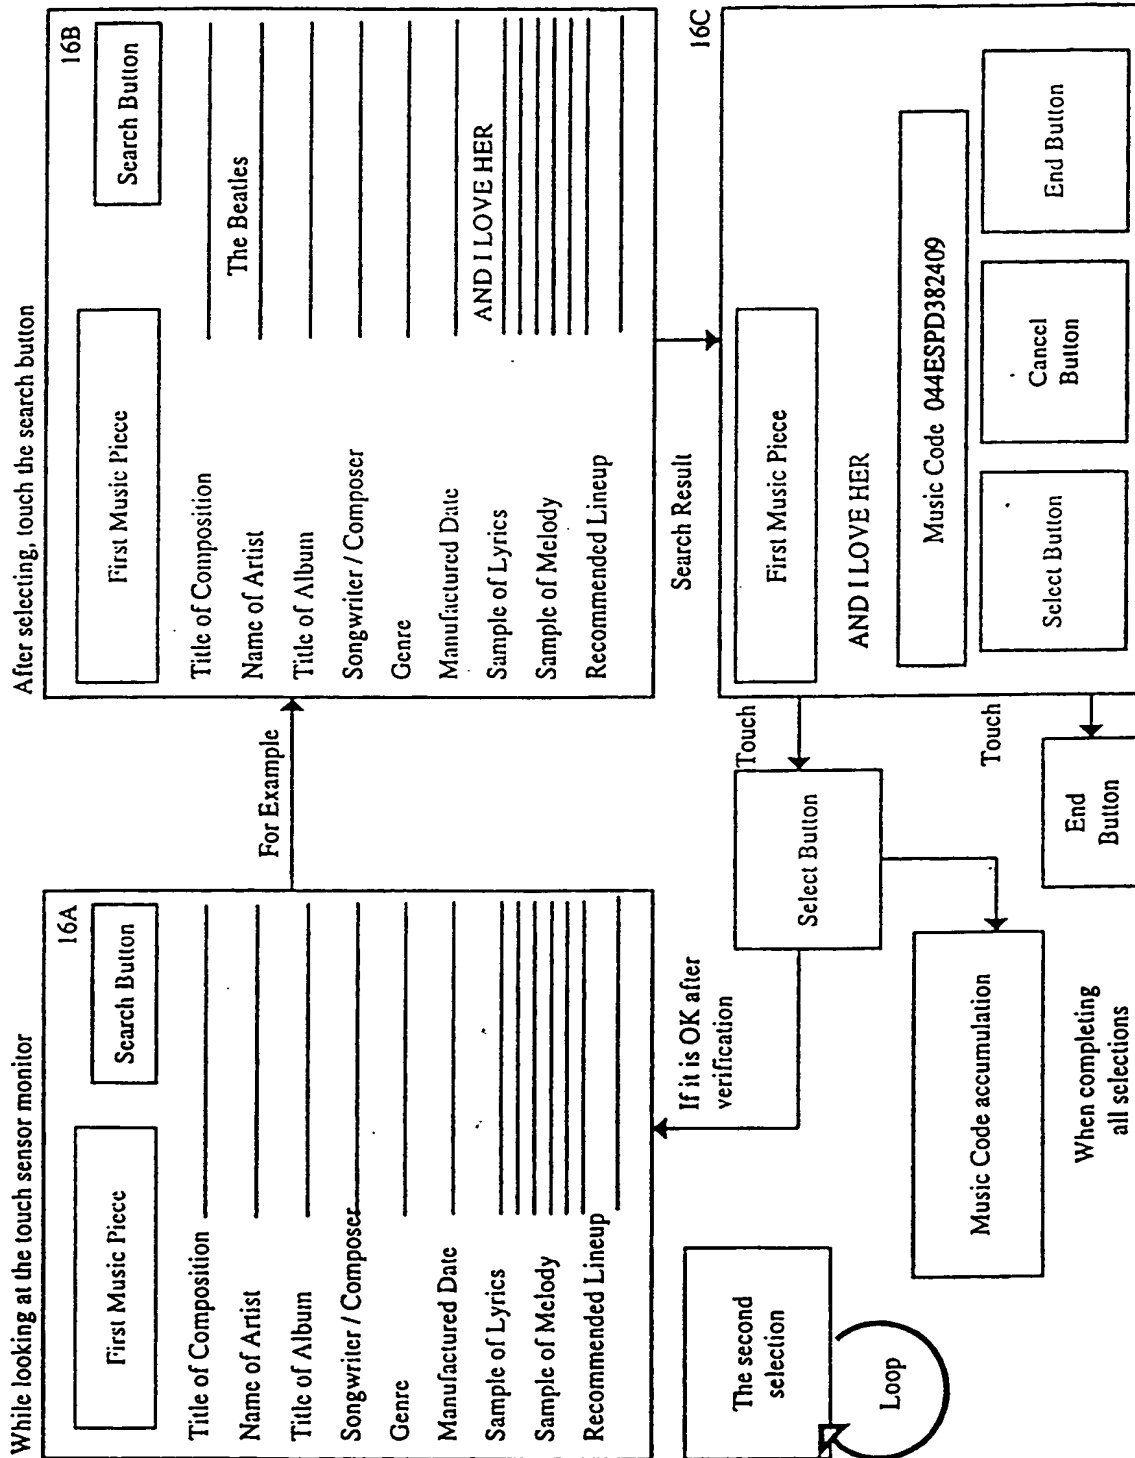 While looking at the touch sensor monitor
16A
First Music Piece
Search Button
Title of Composition
Name of Artist
Title of Album
Songwriter / Composer
Genre
Manufactured Date
Sample of Lyrics
Sample of Melody
Recommended Lineup
For Example
After selecting, touch the search button
16B
First Music Piece
Search Button
Title of Composition
Name of Artist The Beatles
Title of Album
Songwriter / Composer
Genre
Manufactured Date
Sample of Lyrics AND I LOVE HER
Sample of Melody
Recommended Lineup
Search Result
16C
First Music Piece
AND I LOVE HER
Music Code 044ESPD382409
Select Button
Cancel
Button
End Button
Touch
Select Button
If it is OK after
verification
Music Code accumulation
The second
selection
Loop
Touch
End
Button
When completing
all selections